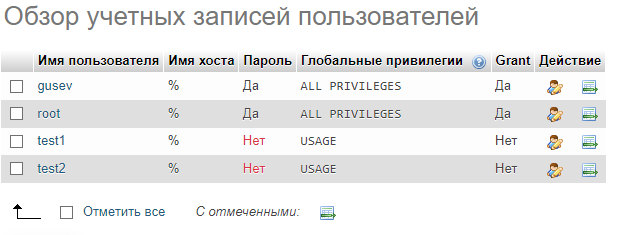 Обзор учетных записей пользователей
Имя пользователя Имя хоста Пароль Глобальные привилегии Grant Действие
gusev % Да ALL PRIVILEGES Да
root % Да ALL PRIVILEGES Да
test1 % Нет USAGE Нет
test2 % Нет USAGE Нет
Отметить все С отмеченными: